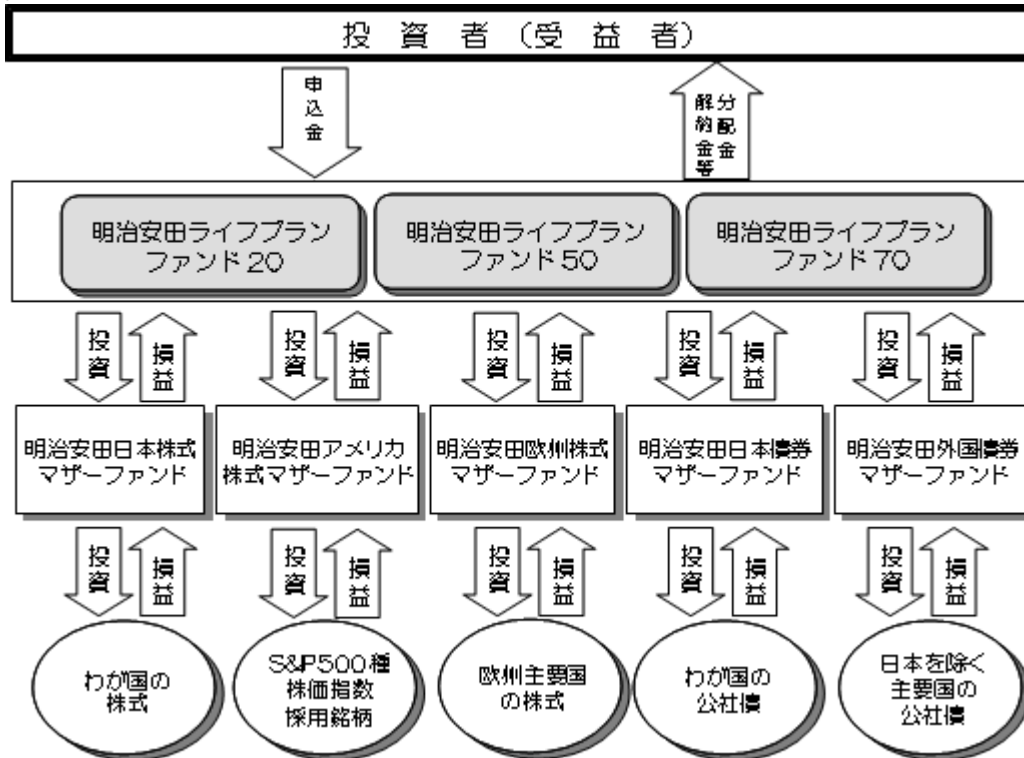 投資者（受益者）
申込金
分配金
解約金等
明治安田ライフプラン
ファンド20
明治安田ライフプラン
ファンド50
明治安田ライフプラン
ファンド70
投資
損益
投資
損益
投資
損益
投資
損益
投資
損益
明治安田日本株式
マザーファンド
明治安田アメリカ
株式マザーファンド
明治安田欧州株式
マザーファンド
明治安田日本債券
マザーファンド
明治安田外国債券
マザーファンド
投資
損益
投資
損益
投資
損益
投資
損益
投資
損益
わが国の
株式
S&P500種
株価指数
採用銘柄
欧州主要国
の株式
わが国の
公社債
日本を除く
主要国の
公社債